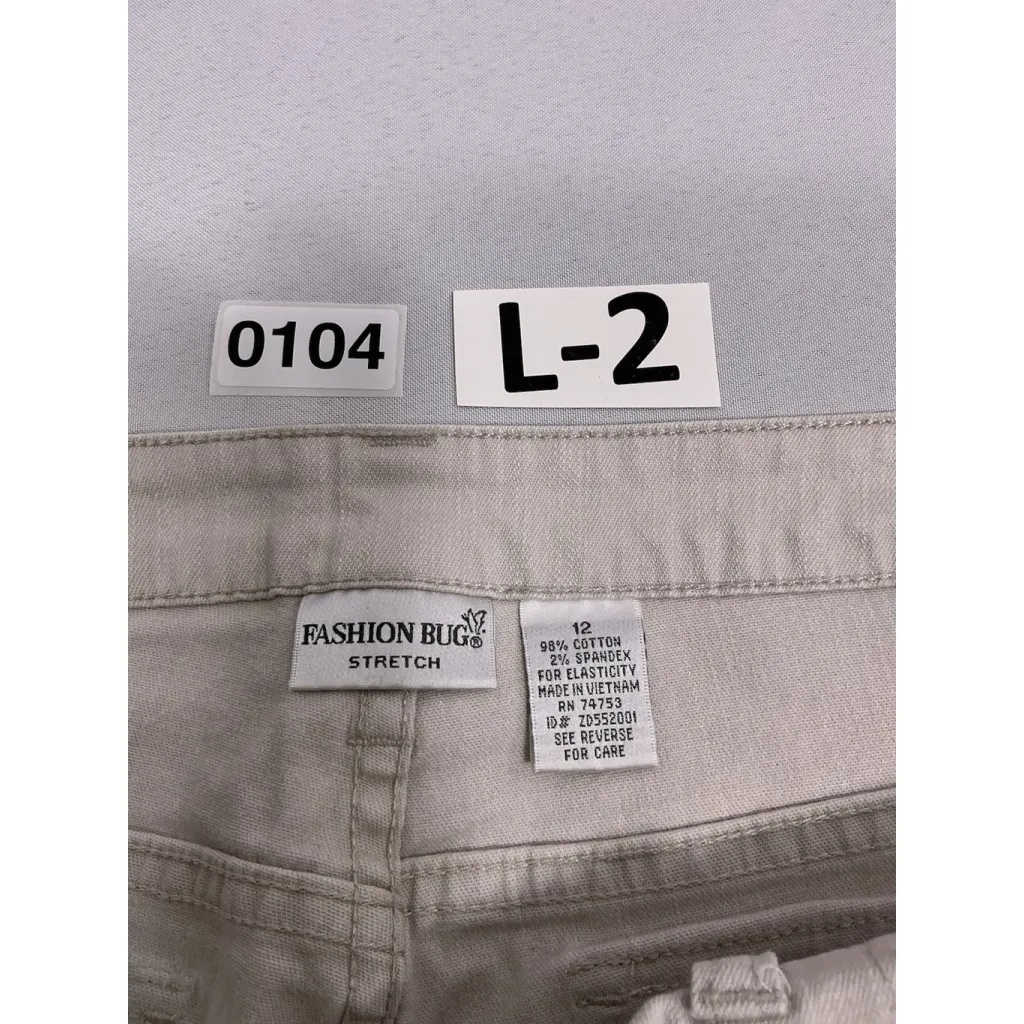 0104
L-2
FASHION BUG®
STRETCH
12
98% COTTON
2% SPANDEX
FOR ELASTICITY
MADE IN VIETNAM
RN 74753
ID# ZD552001
SEE REVERSE
FOR CARE